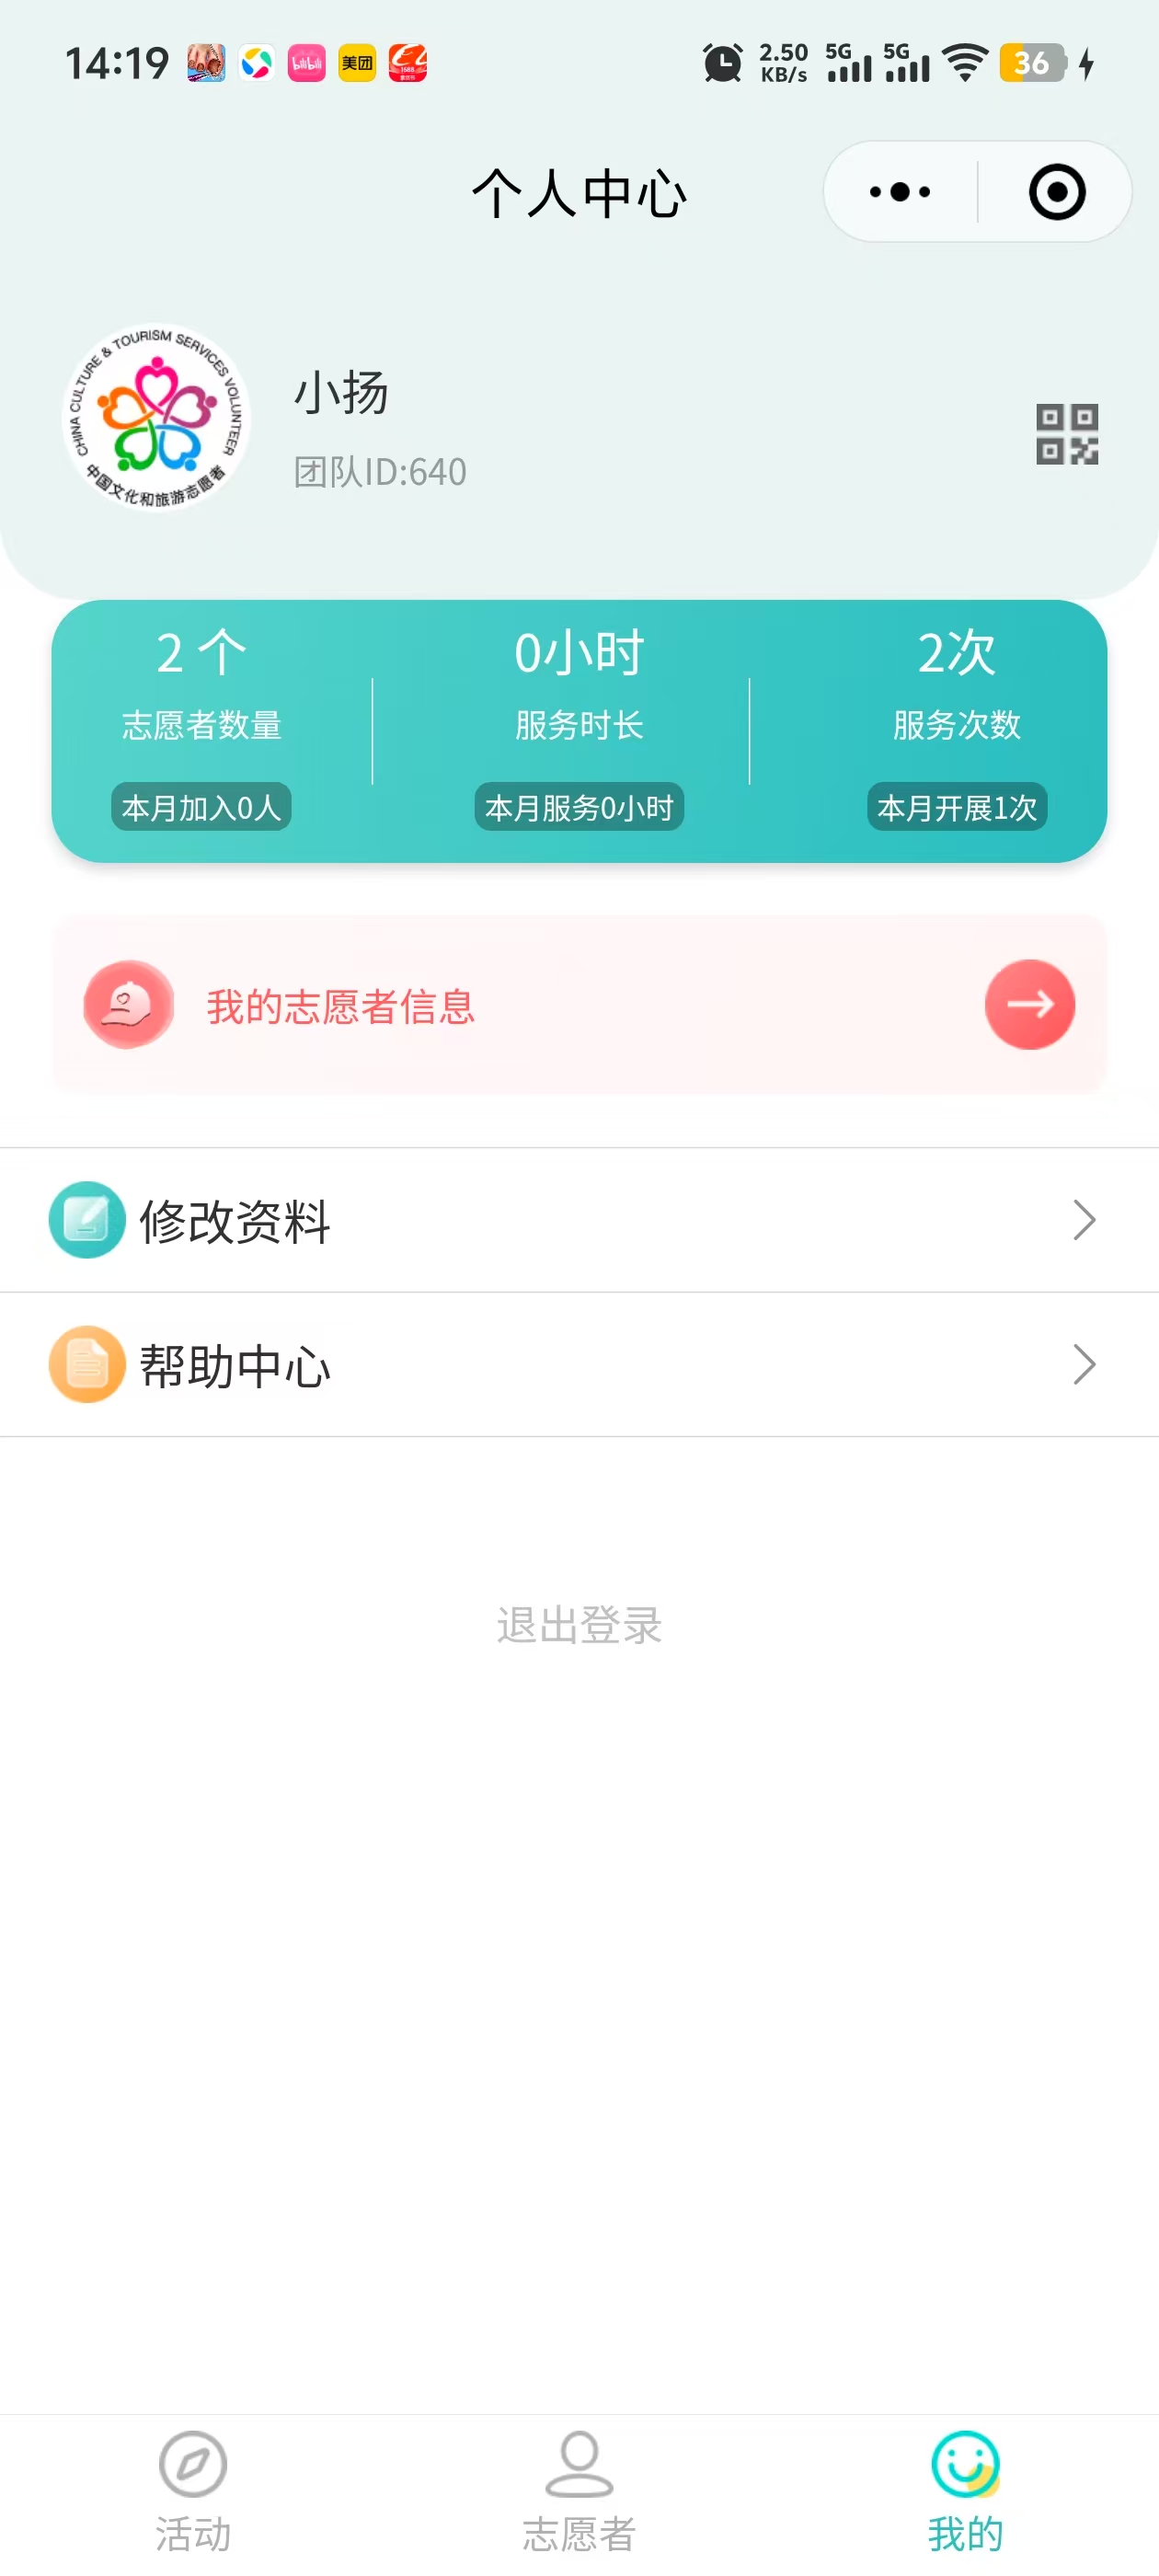 14:19
bilibili
美团
1688
2.50
KB/s
5G
5G
36
个人中心
CHINA CULTURE & TOURISM SERVICES VOLUNTEER
中国文化和旅游志愿者
小扬
团队ID:640
2 个
0小时
2次
志愿者数量
服务时长
服务次数
本月加入0人
本月服务0小时
本月开展1次
我的志愿者信息
修改资料
帮助中心
退出登录
活动
志愿者
我的